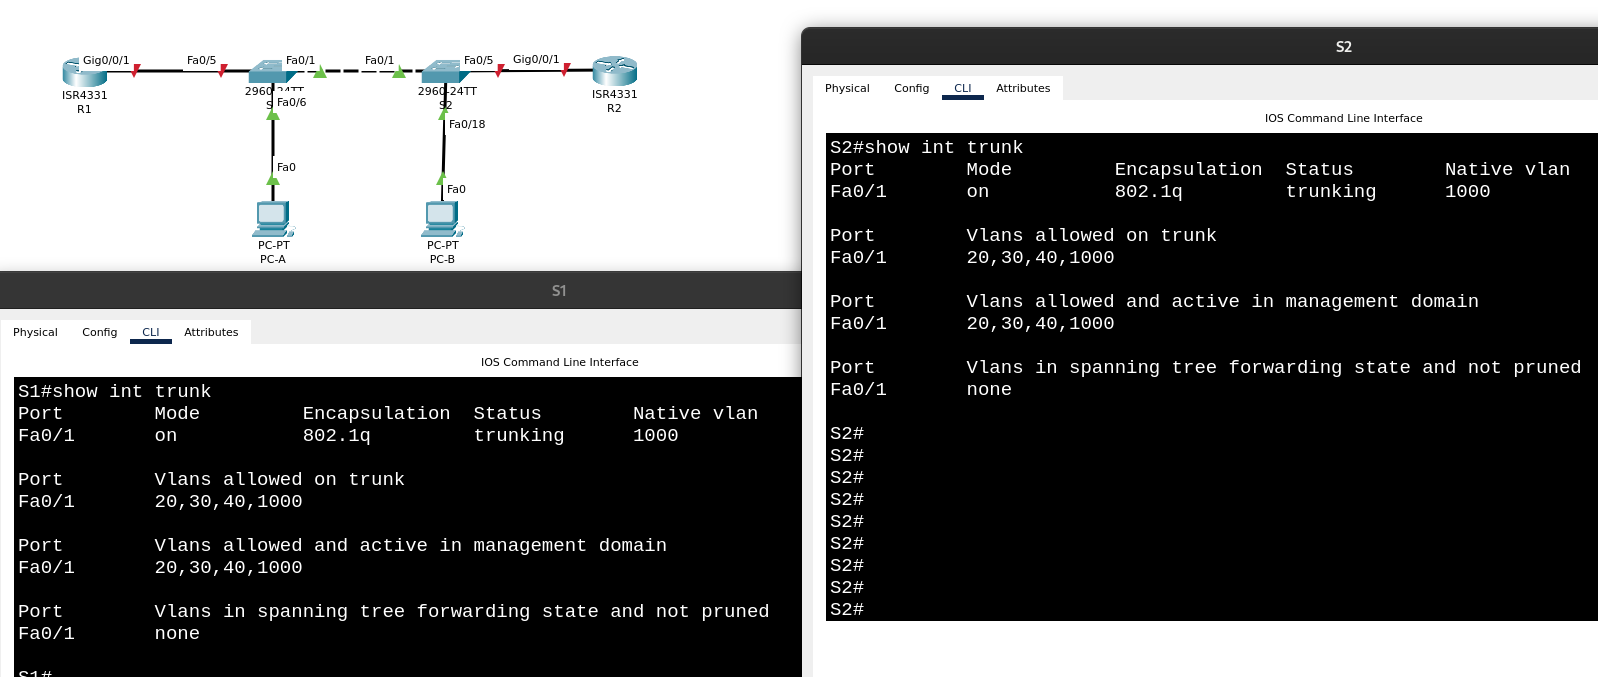 Gig0/0/1
Fa0/5
Fa0/1
Fa0/1
Fa0/5
Gig0/0/1
ISR4331
R1
2960-24TT
Fa0/6
2960-24TT
S2
Fa0/18
ISR4331
R2
Fa0
Fa0
PC-PT
PC-A
PC-PT
PC-B
S1
Physical Config CLI Attributes
IOS Command Line Interface
S1#show int trunk
Port Mode Encapsulation Status Native vlan
Fa0/1 on 802.1q trunking 1000
Port Vlans allowed on trunk
Fa0/1 20,30,40,1000
Port Vlans allowed and active in management domain
Fa0/1 20,30,40,1000
Port Vlans in spanning tree forwarding state and not pruned
Fa0/1 none
S1#
S2
Physical Config CLI Attributes
IOS Command Line Interface
S2#show int trunk
Port Mode Encapsulation Status Native vlan
Fa0/1 on 802.1q trunking 1000
Port Vlans allowed on trunk
Fa0/1 20,30,40,1000
Port Vlans allowed and active in management domain
Fa0/1 20,30,40,1000
Port Vlans in spanning tree forwarding state and not pruned
Fa0/1 none
S2#
S2#
S2#
S2#
S2#
S2#
S2#
S2#
S2#